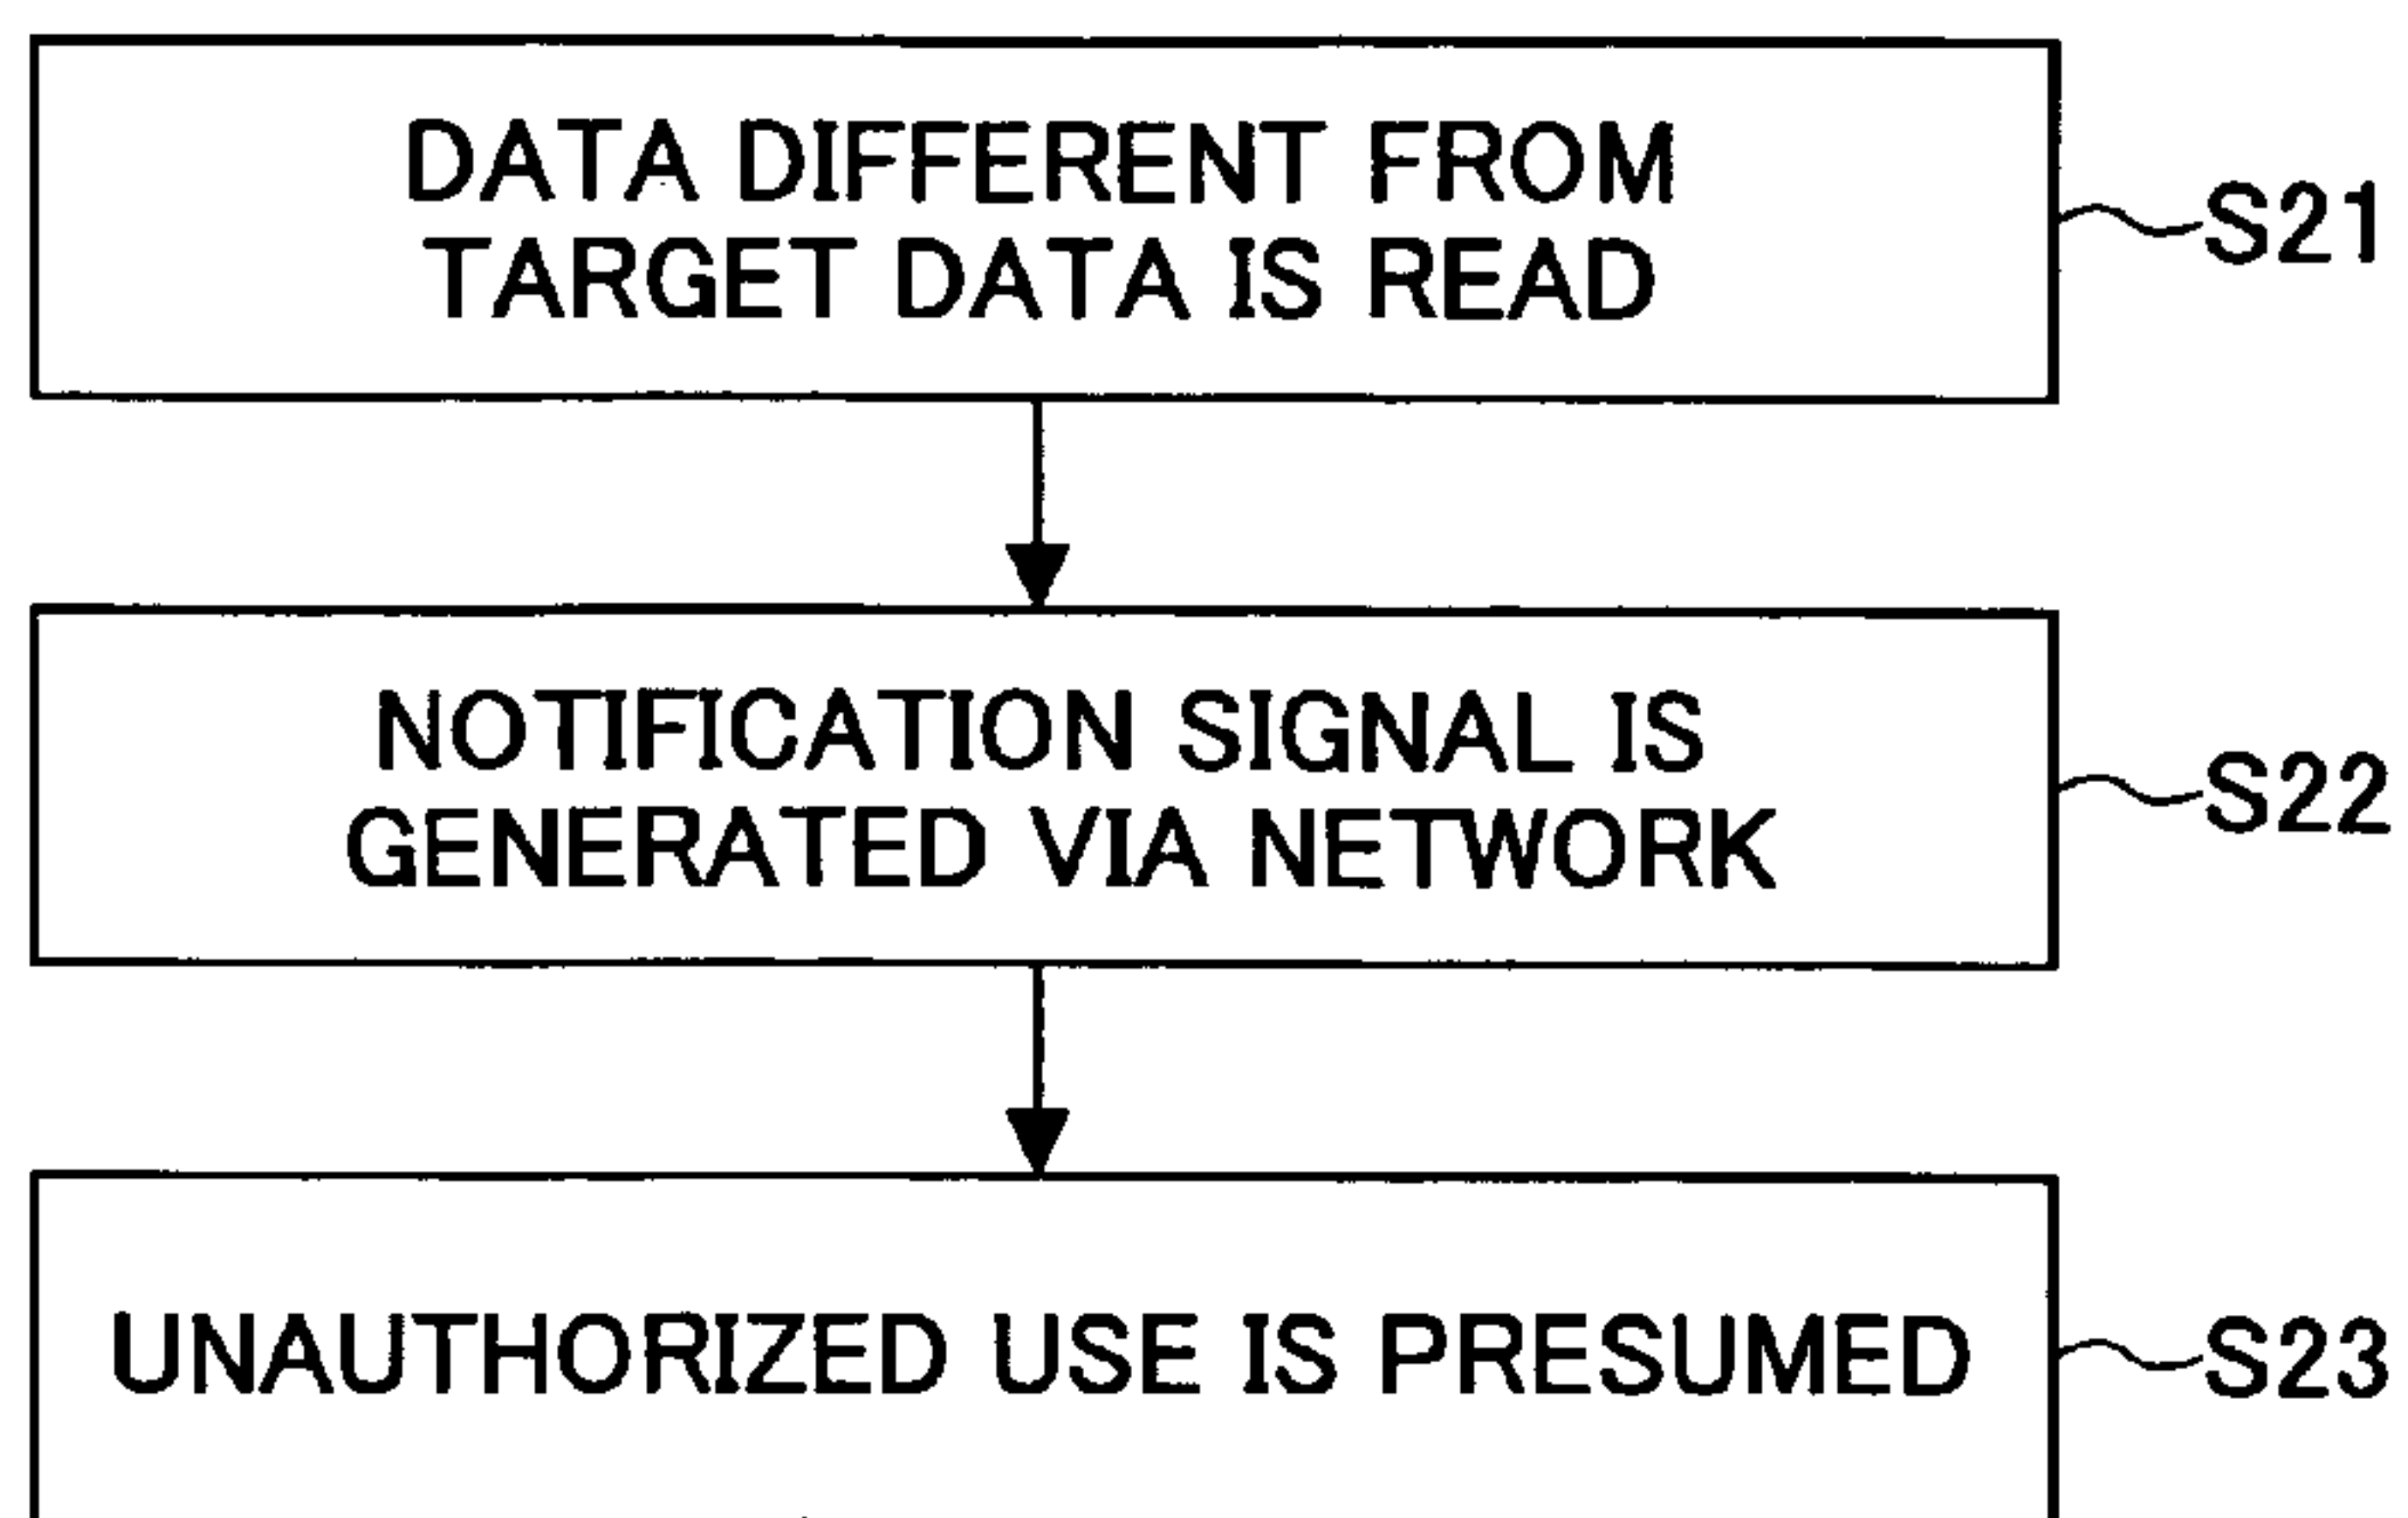 DATA DIFFERENT FROM
TARGET DATA IS READ
S21
NOTIFICATION SIGNAL IS
GENERATED VIA NETWORK
S22
UNAUTHORIZED USE IS PRESUMED
S23